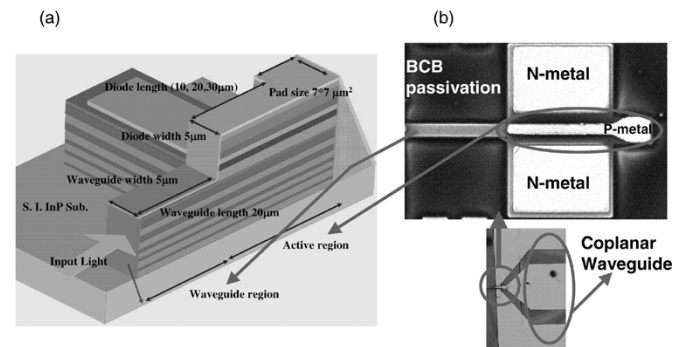 (a)
(b)
Diode length (10, 20,30μm)
Pad size 7*7 μm²
Diode width 5μm
Waveguide width 5μm
S. I. InP Sub.
Waveguide length 20μm
Input Light
Active region
Waveguide region
BCB
passivation
N-metal
P-metal
N-metal
Coplanar
Waveguide